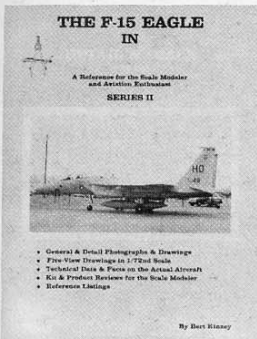 THE F-15 EAGLE
IN
A Reference for the Scale Modeler
and Aviation Enthusiast
SERIES II
HO
General & Detail Photographs & Drawings
Five-View Drawings in 1/72nd Scale
Technical Data & Facts on the Actual Aircraft
Kit & Product Reviews for the Scale Modeler
Reference Listings
By Bert Kinzey